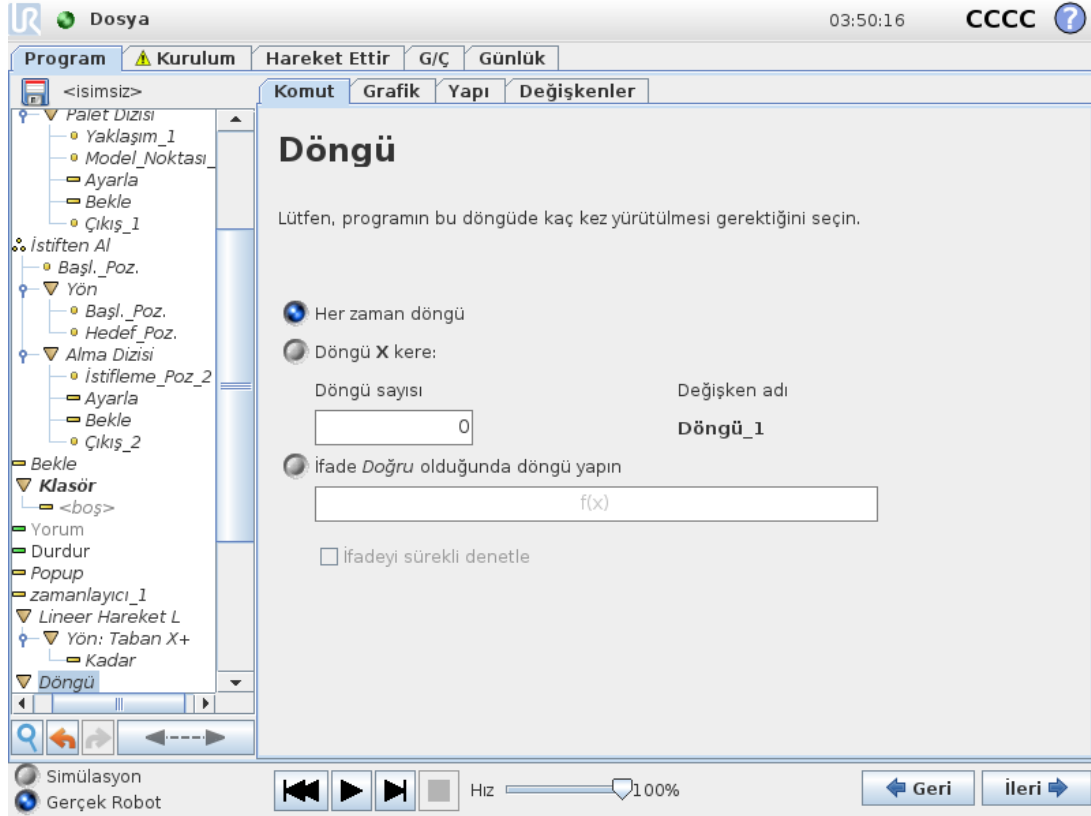 UR Dosya 03:50:16 CCCC ?
Program Kurulum Hareket Ettir G/Ç Günlük
<isimsiz> Komut Grafik Yapı Değişkenler
Palet Dizisi
Yaklaşım_1
Model_Noktası_
Ayarla
Bekle
Çıkış_1
İstiften Al
Başl._Poz.
Yön
Başl._Poz.
Hedef_Poz.
Alma Dizisi
İstifleme_Poz_2
Ayarla
Bekle
Çıkış_2
Bekle
Klasör
<boş>
Yorum
Durdur
Popup
zamanlayıcı_1
Lineer Hareket L
Yön: Taban X+
Kadar
Döngü
Döngü
Lütfen, programın bu döngüde kaç kez yürütülmesi gerektiğini seçin.
Her zaman döngü
Döngü X kere:
Döngü sayısı Değişken adı
0 Döngü_1
İfade Doğru olduğunda döngü yapın
f(x)
İfadeyi sürekli denetle
Simülasyon
Gerçek Robot
Hız 100% Geri İleri